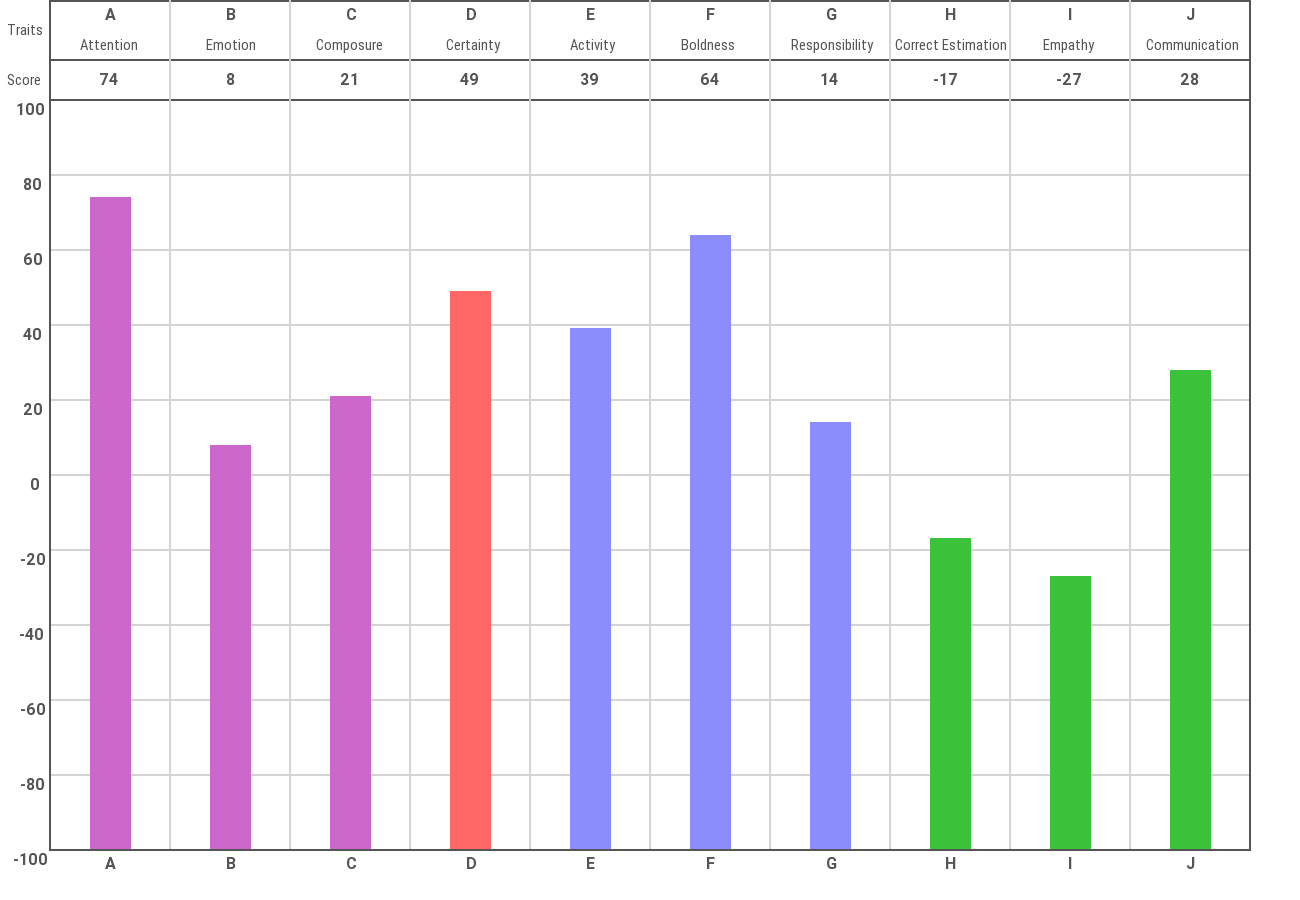 A B C D E F G H I J
Traits
Attention Emotion Composure Certainty Activity Boldness Responsibility Correct Estimation Empathy Communication
Score 74 8 21 49 39 64 14 -17 -27 28
100
80
60
40
20
0
-20
-40
-60
-80
-100
A B C D E F G H I J